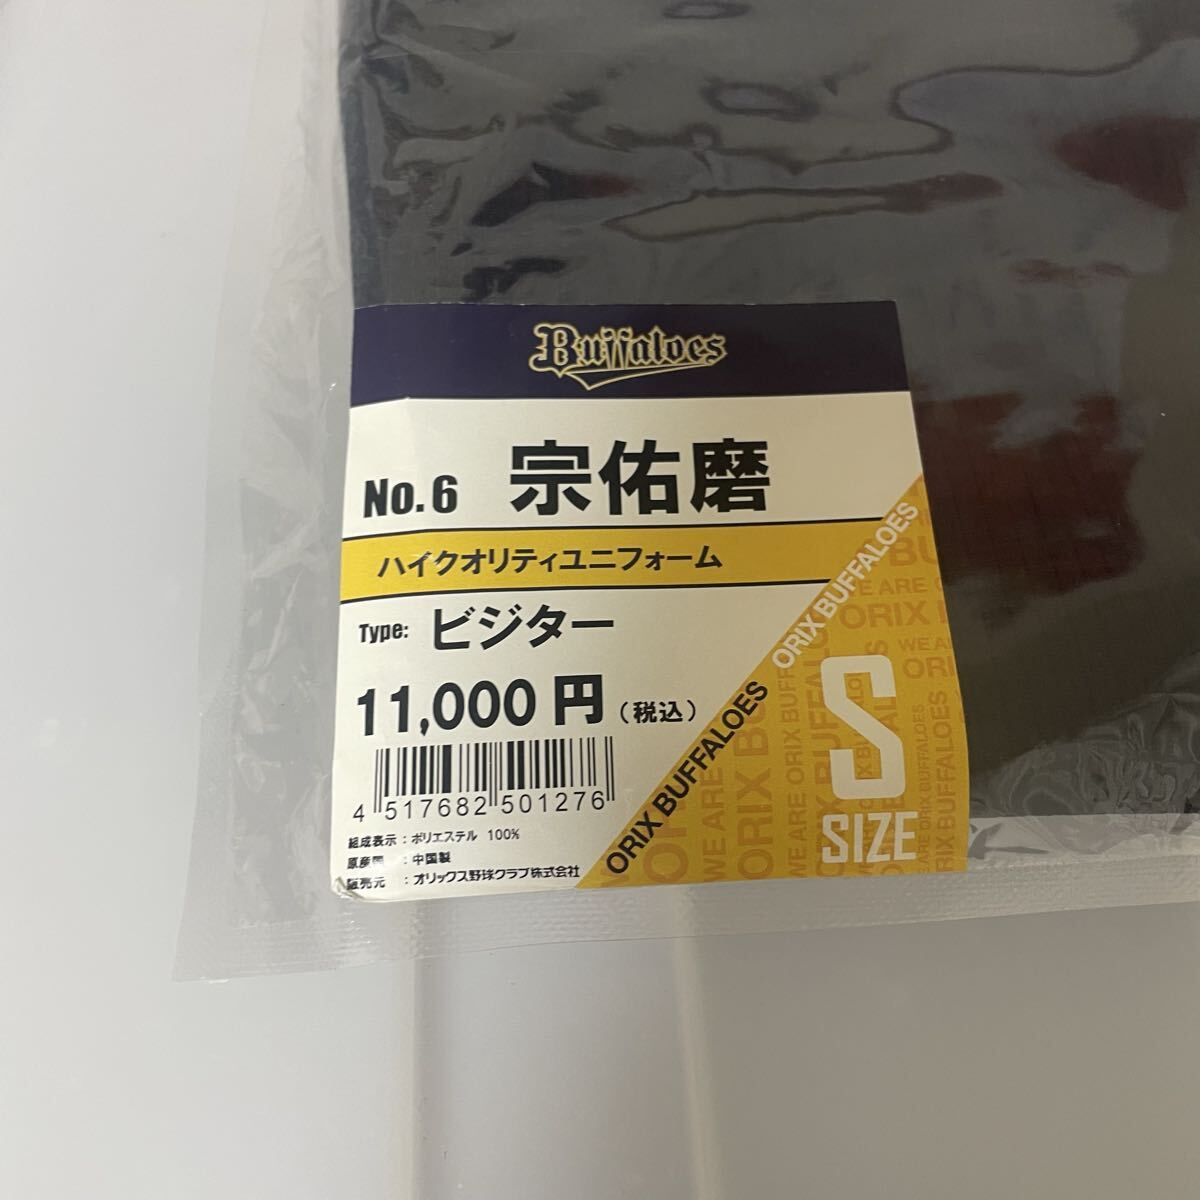 Buffaloes
No.6 宗佑磨
ハイクオリティユニフォーム
Type: ビジター
11,000円(税込)
4 517682 501276
組成表示:ポリエステル 100%
原産国 :中国製
販売元 :オリックス野球クラブ株式会社
ORIX BUFFALOES ORIX BUFFALOES
S
SIZE